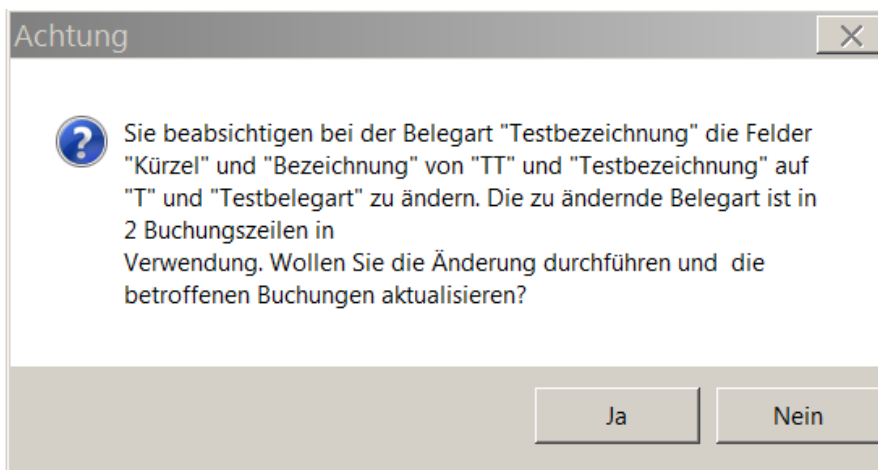 Achtung
Sie beabsichtigen bei der Belegart "Testbezeichnung" die Felder
"Kürzel" und "Bezeichnung" von "TT" und "Testbezeichnung" auf
"T" und "Testbelegart" zu ändern. Die zu ändernde Belegart ist in
2 Buchungszeilen in
Verwendung. Wollen Sie die Änderung durchführen und  die
betroffenen Buchungen aktualisieren?
Ja
Nein